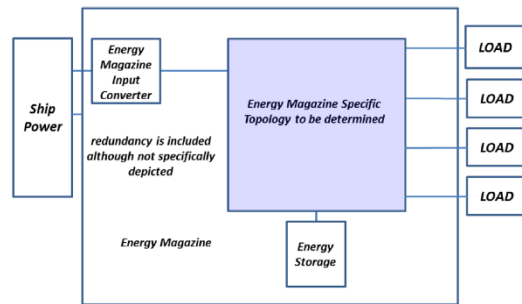 Ship
Power
Energy
Magazine
Input
Converter
Energy Magazine Specific
Topology to be determined
LOAD
LOAD
LOAD
LOAD
redundancy is included
although not specifically
depicted
Energy Magazine
Energy
Storage